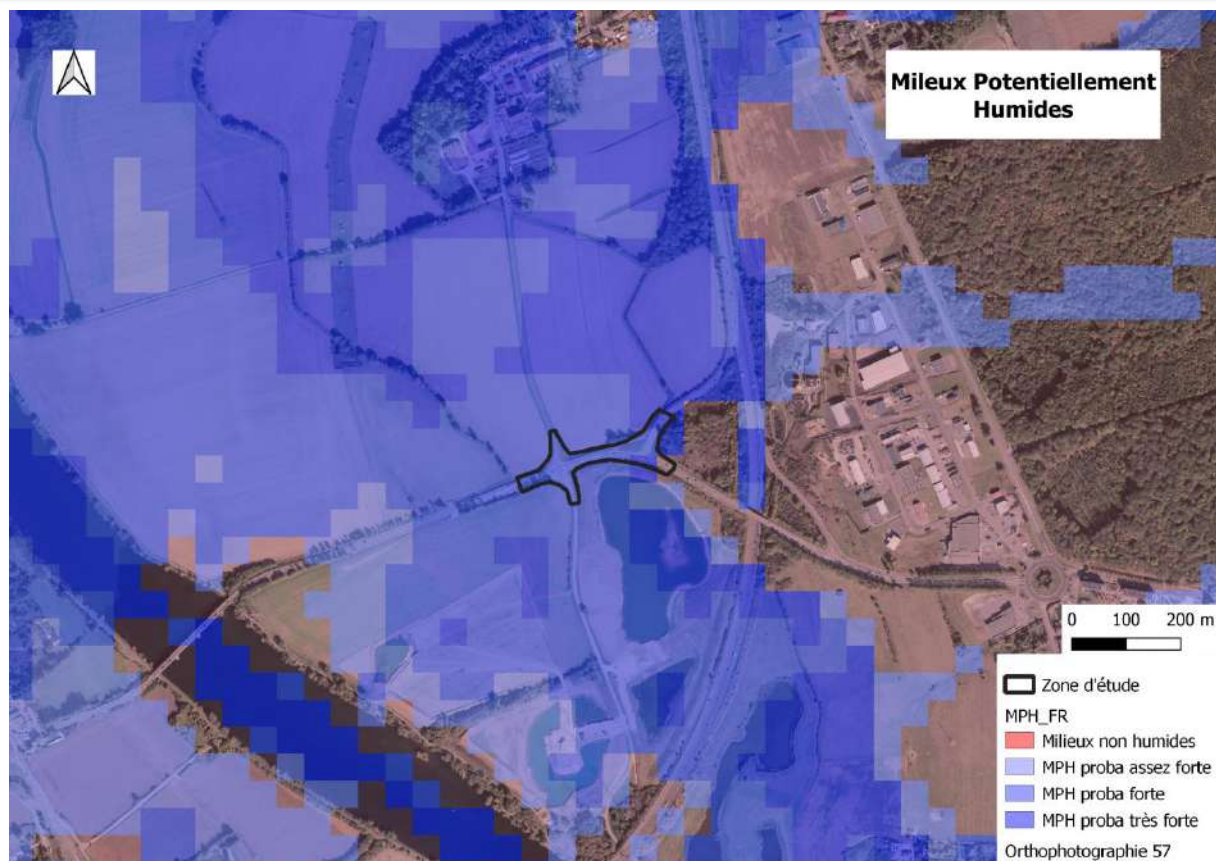 Mileux Potentiellement
Humides
0 100 200 m
Zone d'étude
MPH_FR
Milieux non humides
MPH proba assez forte
MPH proba forte
MPH proba très forte
Orthophotographie 57